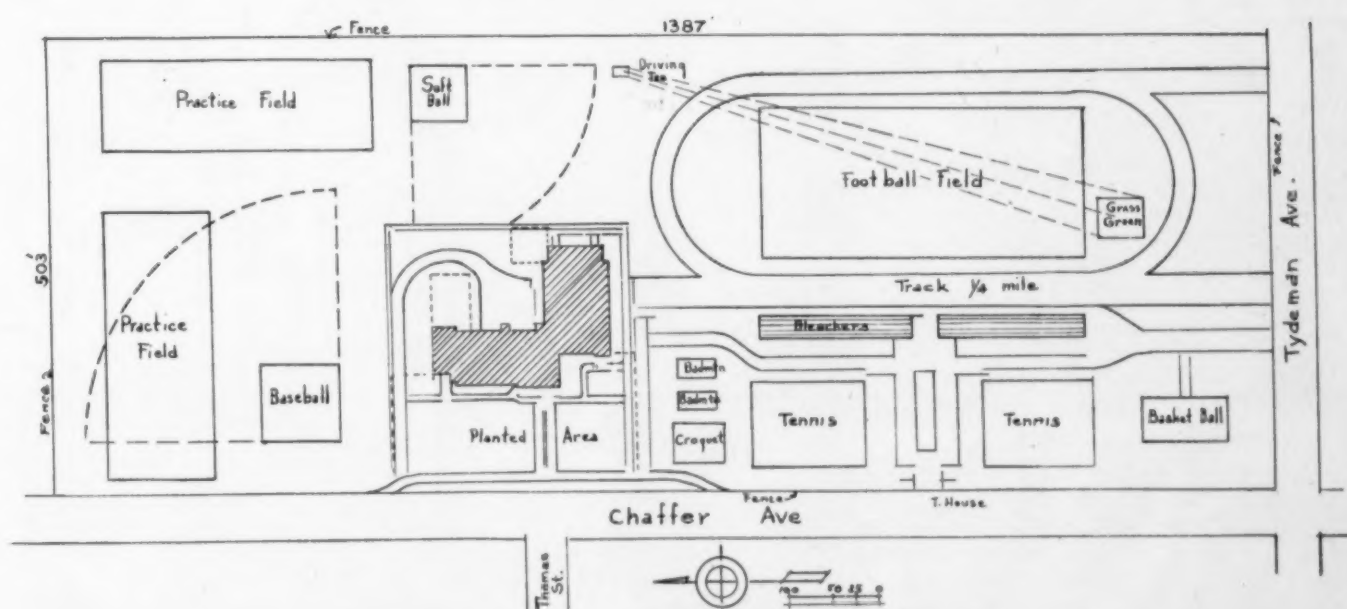 Fence
1387'
Practice Field
Soft
Ball
Driving
Tee
Foot ball Field
Grass
Green
Fence
Tydeman Ave.
503'
Practice
Field
Fence
Baseball
Track 1/4 mile
Bleachers
Badmtn
Badmtn
Croquet
Tennis
Tennis
Basket Ball
Planted Area
Fence
T. House
Chaffer Ave
Thomas
St.
100 50 25 0